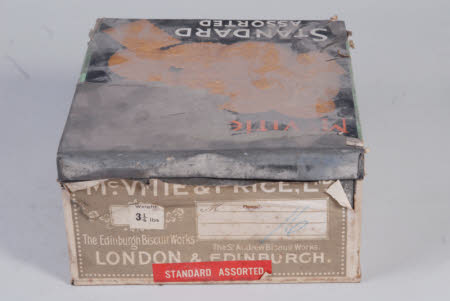 STANDARD
ASSORTED
McVitie
McVITIE & PRICE, L
Weight
3½ lbs
The Edinburgh Biscuit Works
The St Andrew Biscuit Works.
LONDON & EDINBURGH.
STANDARD ASSORTED